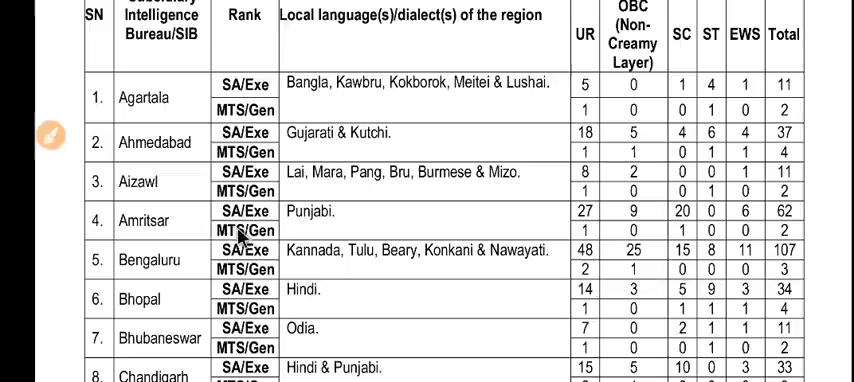 Subsidiary
SN Intelligence Bureau/SIB Rank Local language(s)/dialect(s) of the region UR OBC (Non-Creamy Layer) SC ST EWS Total
1. Agartala SA/Exe Bangla, Kawbru, Kokborok, Meitei & Lushai. 5 0 1 4 1 11
MTS/Gen 1 0 0 1 0 2
2. Ahmedabad SA/Exe Gujarati & Kutchi. 18 5 4 6 4 37
MTS/Gen 1 1 0 1 1 4
3. Aizawl SA/Exe Lai, Mara, Pang, Bru, Burmese & Mizo. 8 2 0 0 1 11
MTS/Gen 1 0 0 1 0 2
4. Amritsar SA/Exe Punjabi. 27 9 20 0 6 62
MTS/Gen 1 0 1 0 0 2
5. Bengaluru SA/Exe Kannada, Tulu, Beary, Konkani & Nawayati. 48 25 15 8 11 107
MTS/Gen 2 1 0 0 0 3
6. Bhopal SA/Exe Hindi. 14 3 5 9 3 34
MTS/Gen 1 0 1 1 1 4
7. Bhubaneswar SA/Exe Odia. 7 0 2 1 1 11
MTS/Gen 1 0 0 1 0 2
8. Chandigarh SA/Exe Hindi & Punjabi. 15 5 10 0 3 33